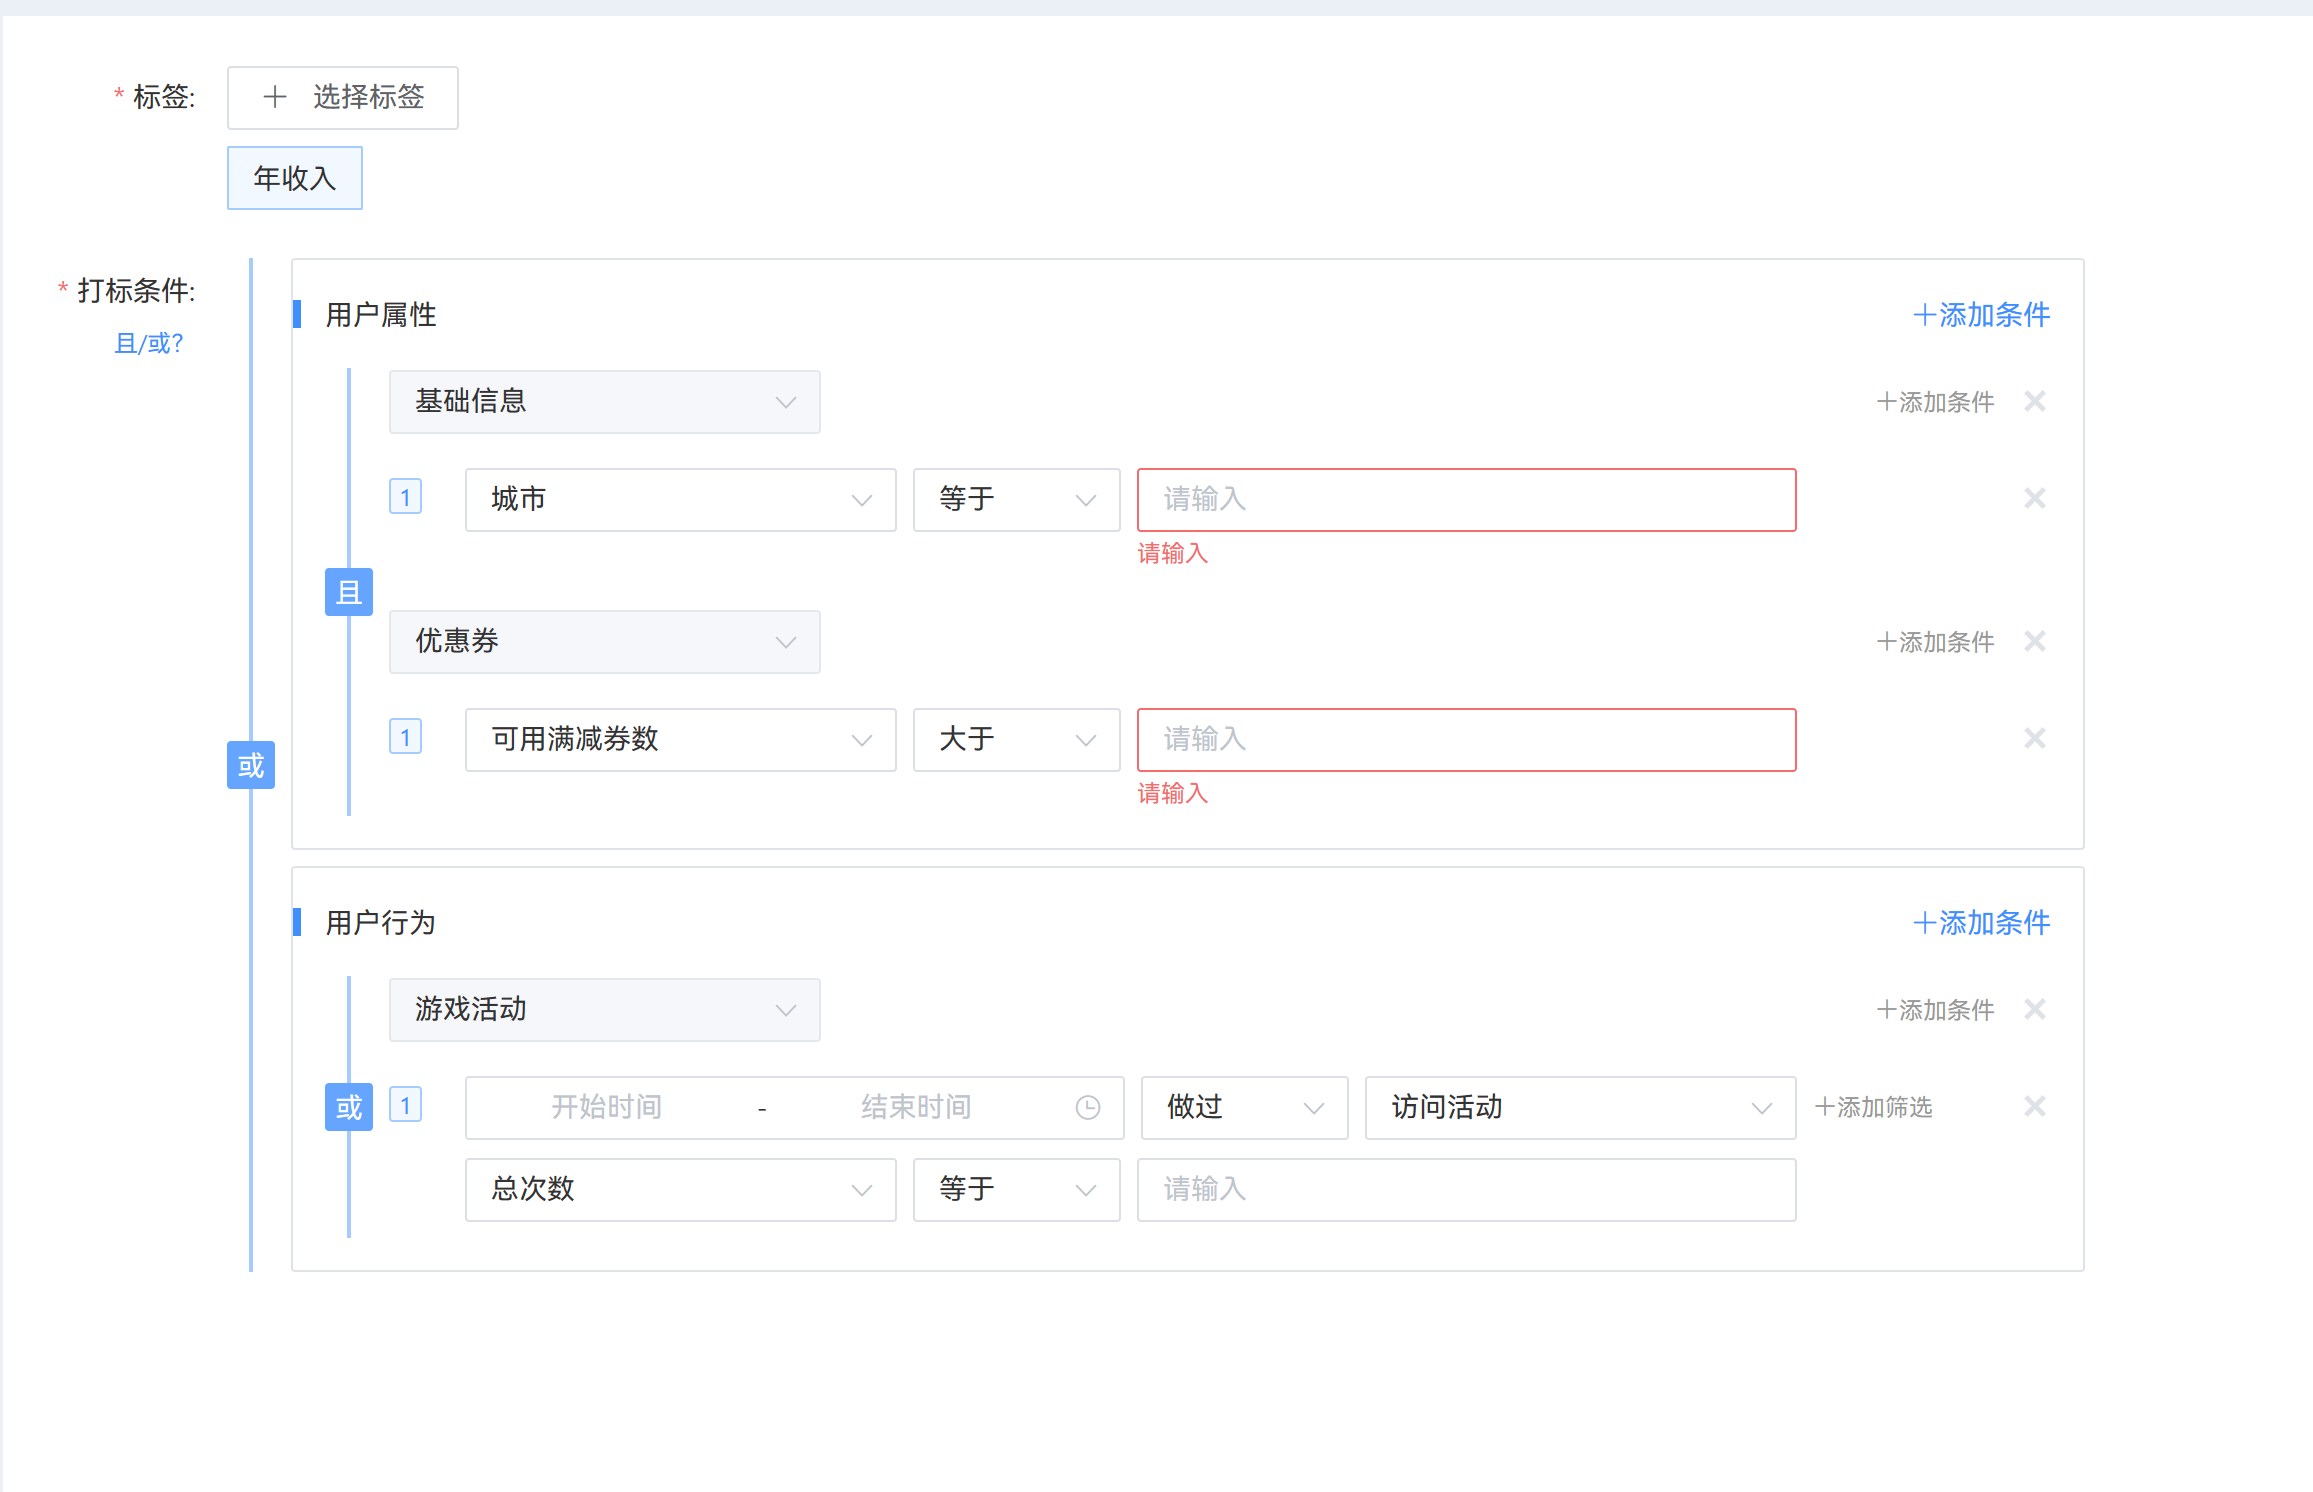 * 标签: ＋ 选择标签
年收入
* 打标条件:
且/或?
或
用户属性 ＋添加条件
且
基础信息 ＋添加条件
1 城市 等于 请输入
请输入
优惠券 ＋添加条件
1 可用满减券数 大于 请输入
请输入
用户行为 ＋添加条件
或
游戏活动 ＋添加条件
1 开始时间 - 结束时间 做过 访问活动 ＋添加筛选
总次数 等于 请输入